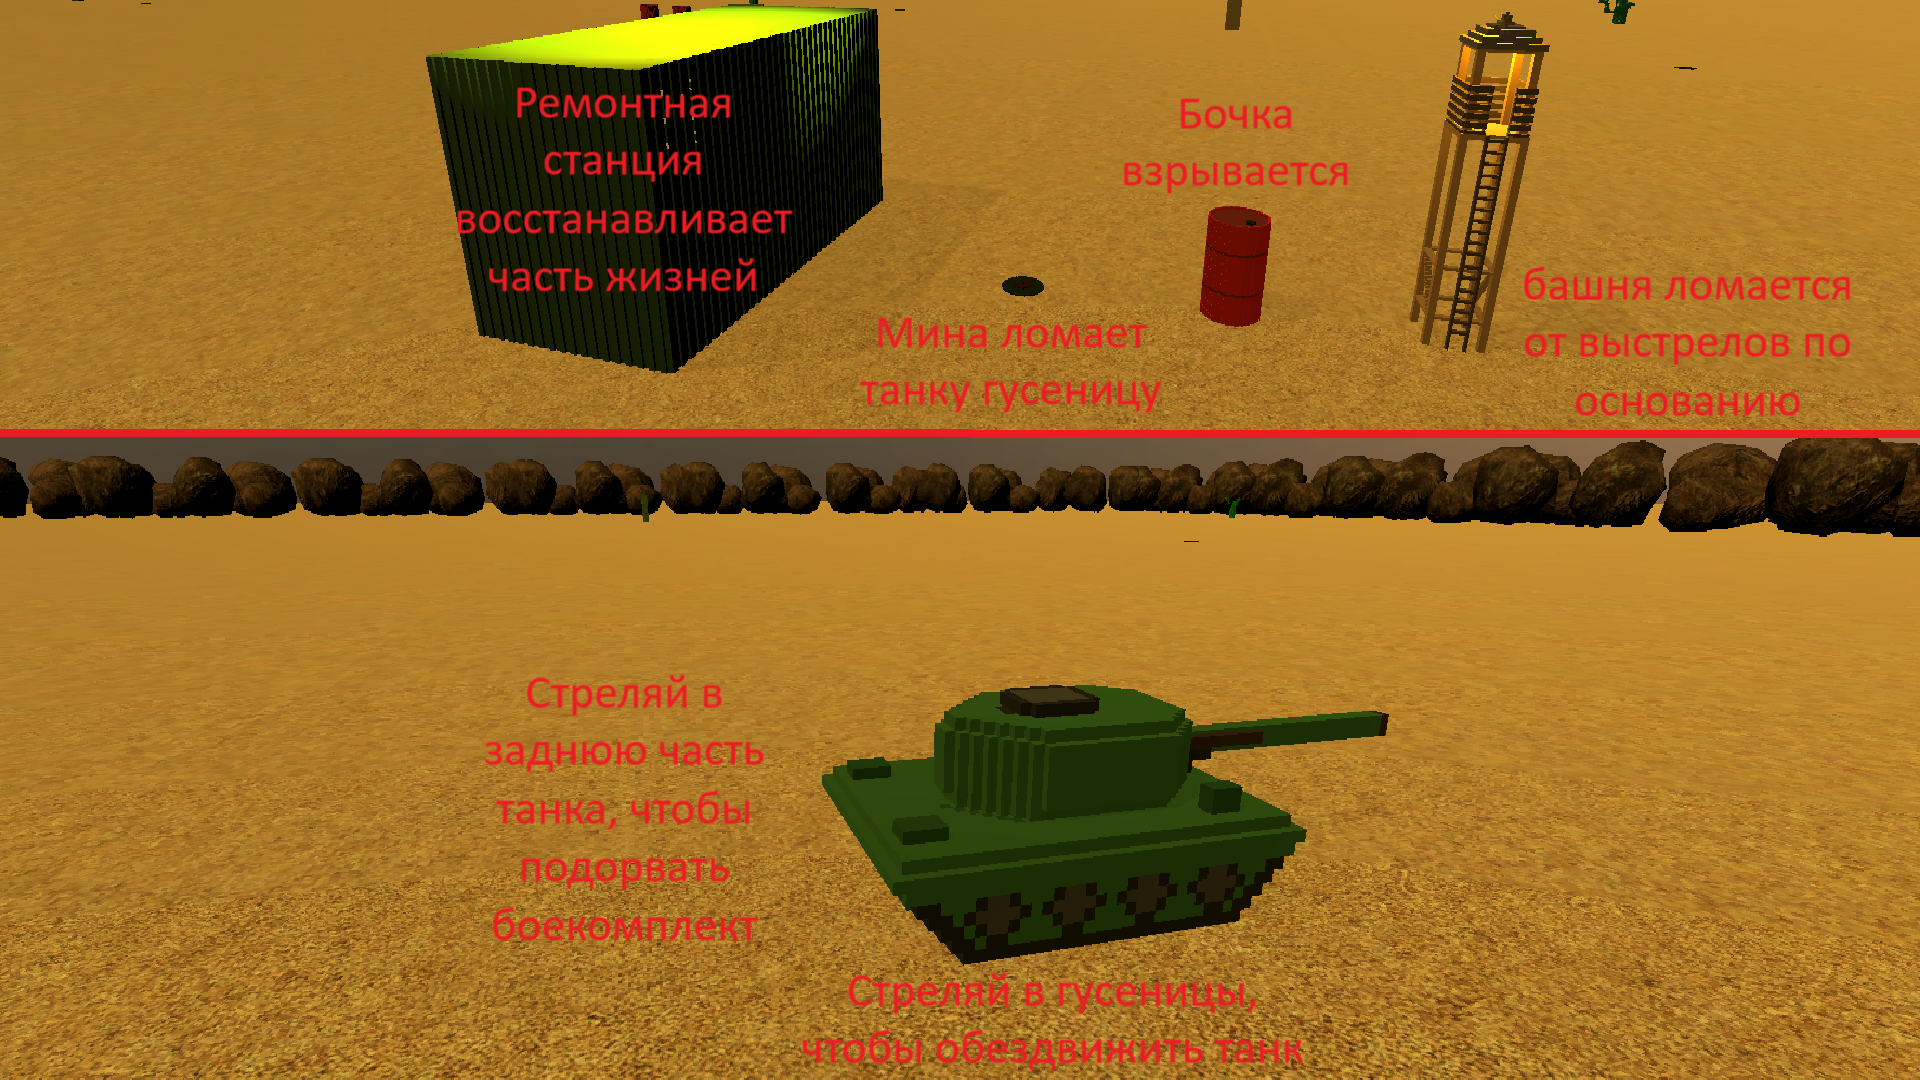 Ремонтная
станция
восстанавливает
часть жизней
Мина ломает
танку гусеницу
Бочка
взрывается
башня ломается
от выстрелов по
основанию
Стреляй в
заднюю часть
танка, чтобы
подорвать
боекомплект
Стреляй в гусеницы,
чтобы обездвижить танк